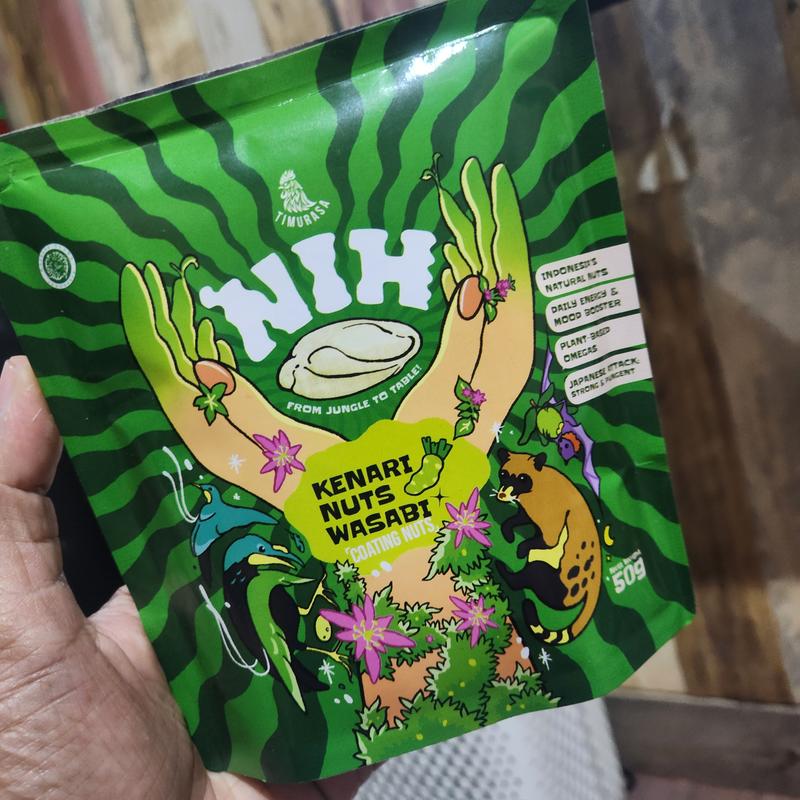 TIMURASA
NIH
FROM JUNGLE TO TABLE!
INDONESIA'S
NATURAL NUTS
DAILY ENERGY &
MOOD BOOSTER
PLANT-BASED
OMEGAS
JAPANESE ATTACK:
STRONG & PUNGENT
KENARI
NUTS
WASABI
COATING NUTS
50g